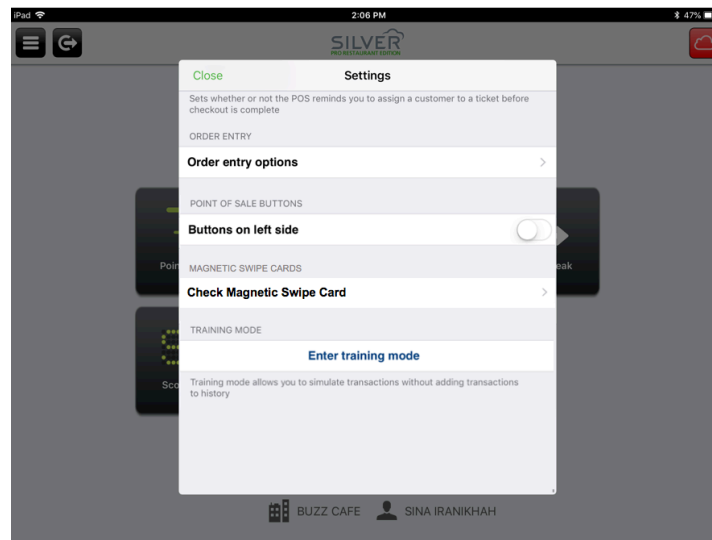 iPad 2:06 PM 47%
SILVER
PRO RESTAURANT EDITION
Close Settings
Sets whether or not the POS reminds you to assign a customer to a ticket before
checkout is complete
ORDER ENTRY
Order entry options
POINT OF SALE BUTTONS
Buttons on left side
Poin eak
MAGNETIC SWIPE CARDS
Check Magnetic Swipe Card
TRAINING MODE
Enter training mode
Sco
Training mode allows you to simulate transactions without adding transactions
to history
BUZZ CAFE SINA IRANIKHAH